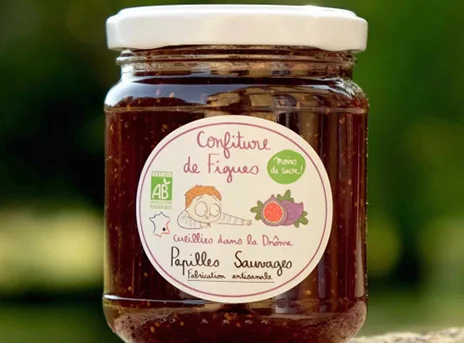 Confiture
de Figues
moins
de sucre!
AB
cueillies dans la Drôme
Papilles Sauvages
Fabrication artisanale